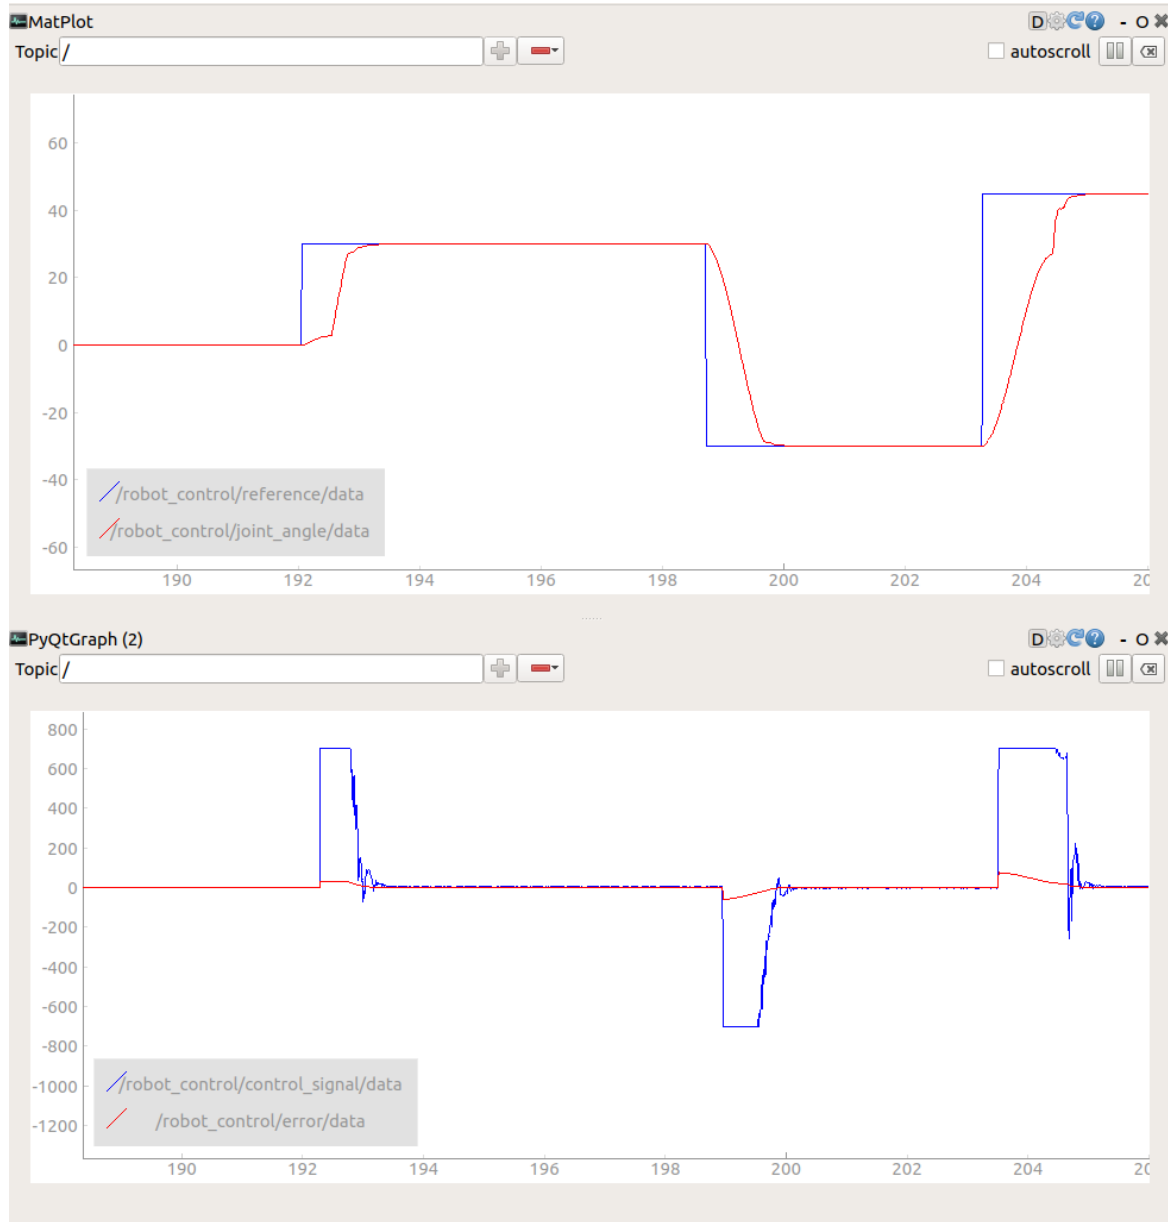 MatPlot D - O
Topic / autoscroll
60
40
20
0
-20
-40
-60
/robot_control/reference/data
/robot_control/joint_angle/data
190 192 194 196 198 200 202 204 20
PyQtGraph (2) D - O
Topic / autoscroll
800
600
400
200
0
-200
-400
-600
-800
-1000
-1200
/robot_control/control_signal/data
/robot_control/error/data
190 192 194 196 198 200 202 204 20